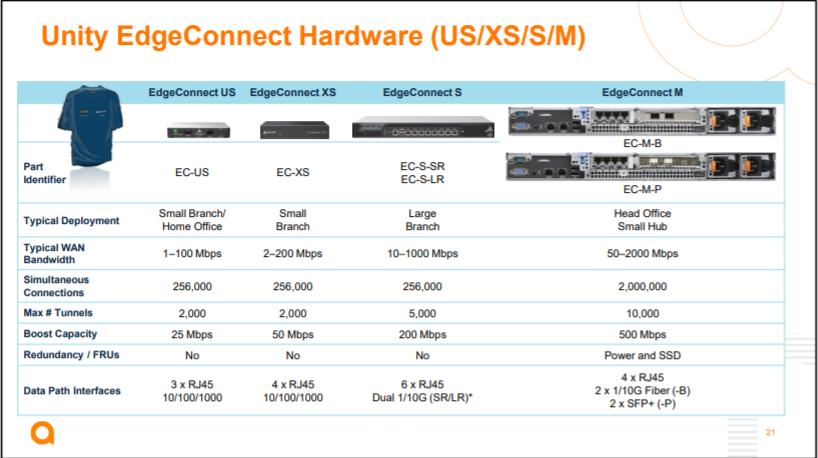 Unity EdgeConnect Hardware (US/XS/S/M)
EdgeConnect US EdgeConnect XS EdgeConnect S EdgeConnect M
EC-M-B
Part
Identifier
EC-US EC-XS EC-S-SR
EC-S-LR
EC-M-P
Typical Deployment
Small Branch/
Home Office
Small
Branch
Large
Branch
Head Office
Small Hub
Typical WAN
Bandwidth
1–100 Mbps 2–200 Mbps 10–1000 Mbps 50–2000 Mbps
Simultaneous
Connections
256,000 256,000 256,000 2,000,000
Max # Tunnels 2,000 2,000 5,000 10,000
Boost Capacity 25 Mbps 50 Mbps 200 Mbps 500 Mbps
Redundancy / FRUs No No No Power and SSD
Data Path Interfaces
3 x RJ45
10/100/1000
4 x RJ45
10/100/1000
6 x RJ45
Dual 1/10G (SR/LR)*
4 x RJ45
2 x 1/10G Fiber (-B)
2 x SFP+ (-P)
21